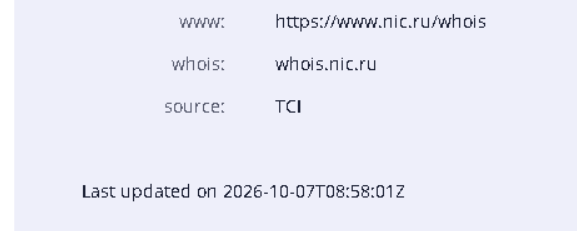 www: https://www.nic.ru/whois
whois: whois.nic.ru
source: TCI
Last updated on 2026-10-07T08:58:01Z